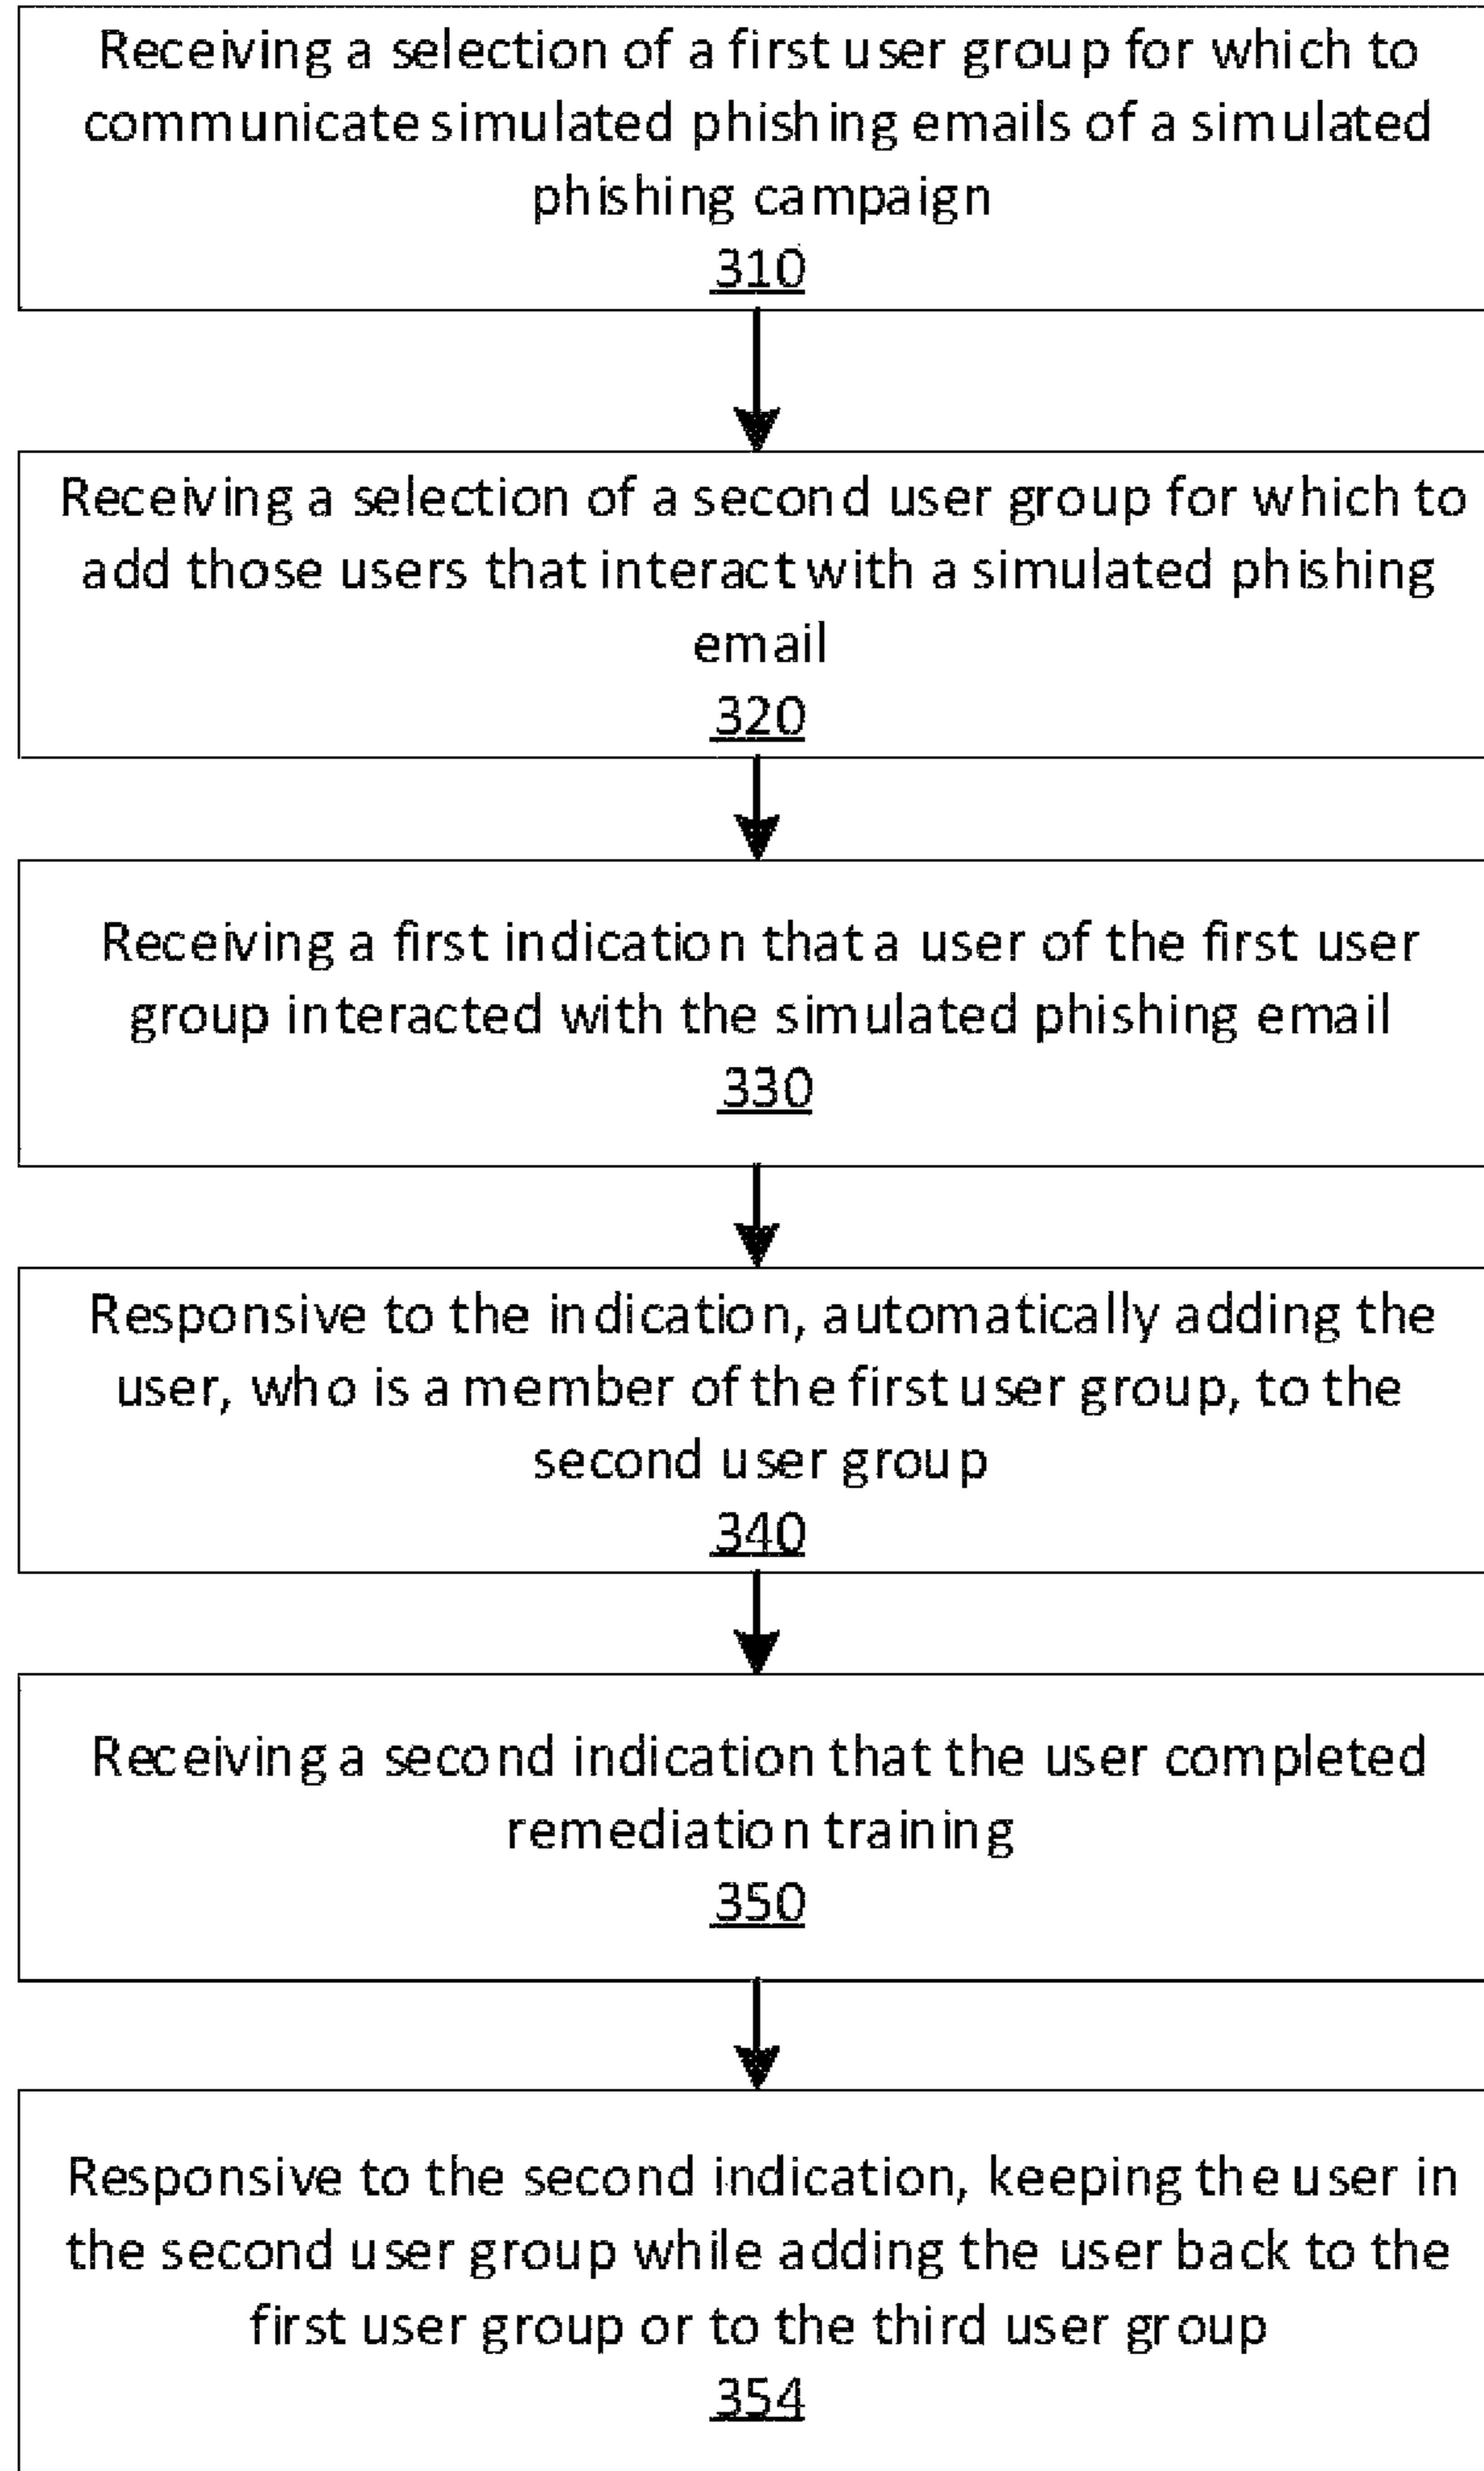 Receiving a selection of a first user group for which to
communicate simulated phishing emails of a simulated
phishing campaign
310
Receiving a selection of a second user group for which to
add those users that interact with a simulated phishing
email
320
Receiving a first indication that a user of the first user
group interacted with the simulated phishing email
330
Responsive to the indication, automatically adding the
user, who is a member of the first user group, to the
second user group
340
Receiving a second indication that the user completed
remediation training
350
Responsive to the second indication, keeping the user in
the second user group while adding the user back to the
first user group or to the third user group
354